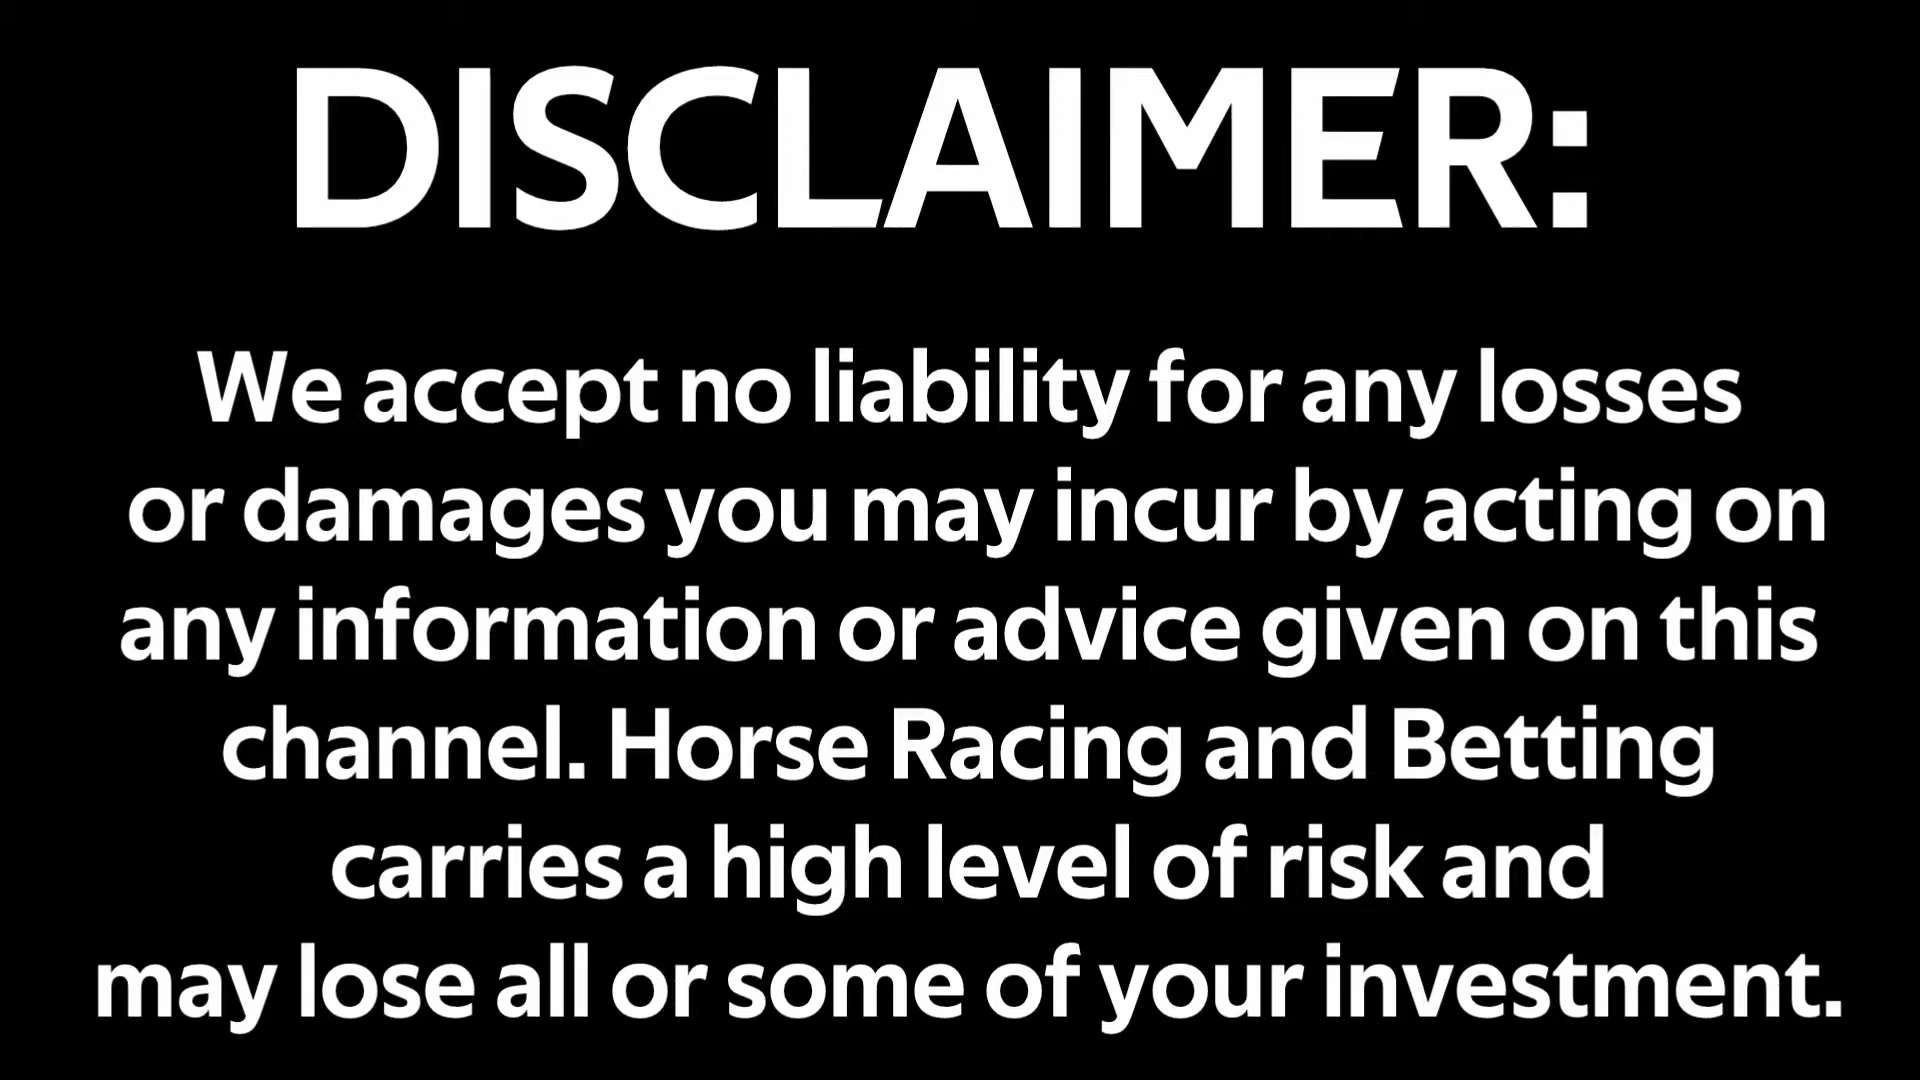 DISCLAIMER:
We accept no liability for any losses
or damages you may incur by acting on
any information or advice given on this
channel. Horse Racing and Betting
carries a high level of risk and
may lose all or some of your investment.